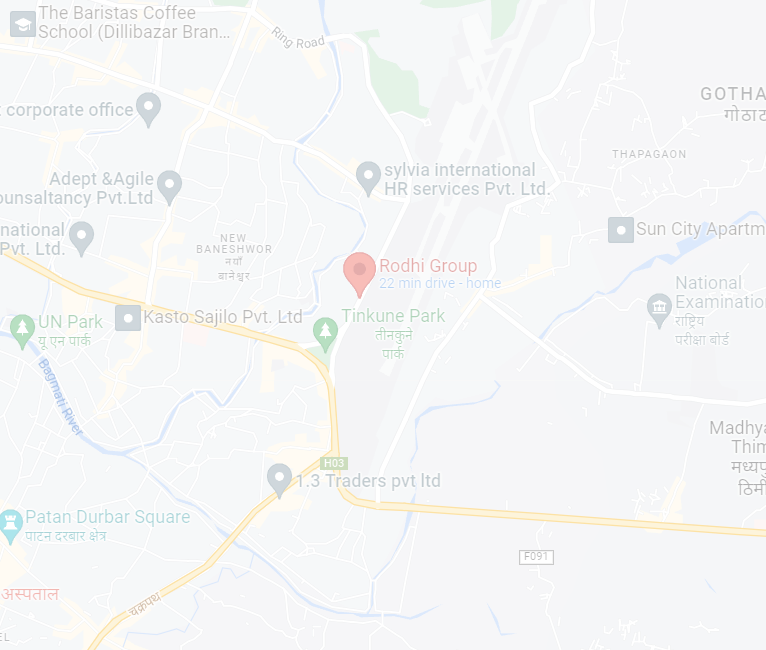 The Baristas Coffee
School (Dillibazar Bran...
Ring Road
GOTHA
गोठाट
corporate office
THAPAGAON
sylvia international
HR services Pvt. Ltd.
Adept &Agile
ounsaltancy Pvt.Ltd
national
Pvt. Ltd.
NEW
BANESHWOR
नयाँ
बानेश्वर
Sun City Apartm
Rodhi Group
22 min drive - home
National
Examination
राष्ट्रिय
परीक्षा बोर्ड
Kasto Sajilo Pvt. Ltd
Tinkune Park
तीनकुने
पार्क
UN Park
यू एन पार्क
Bagmati River
Madhya
Thim
मध्यपु
ठिमी
H03
1.3 Traders pvt ltd
Patan Durbar Square
पाटन दरबार क्षेत्र
F091
अस्पताल
चक्रपथ
EL